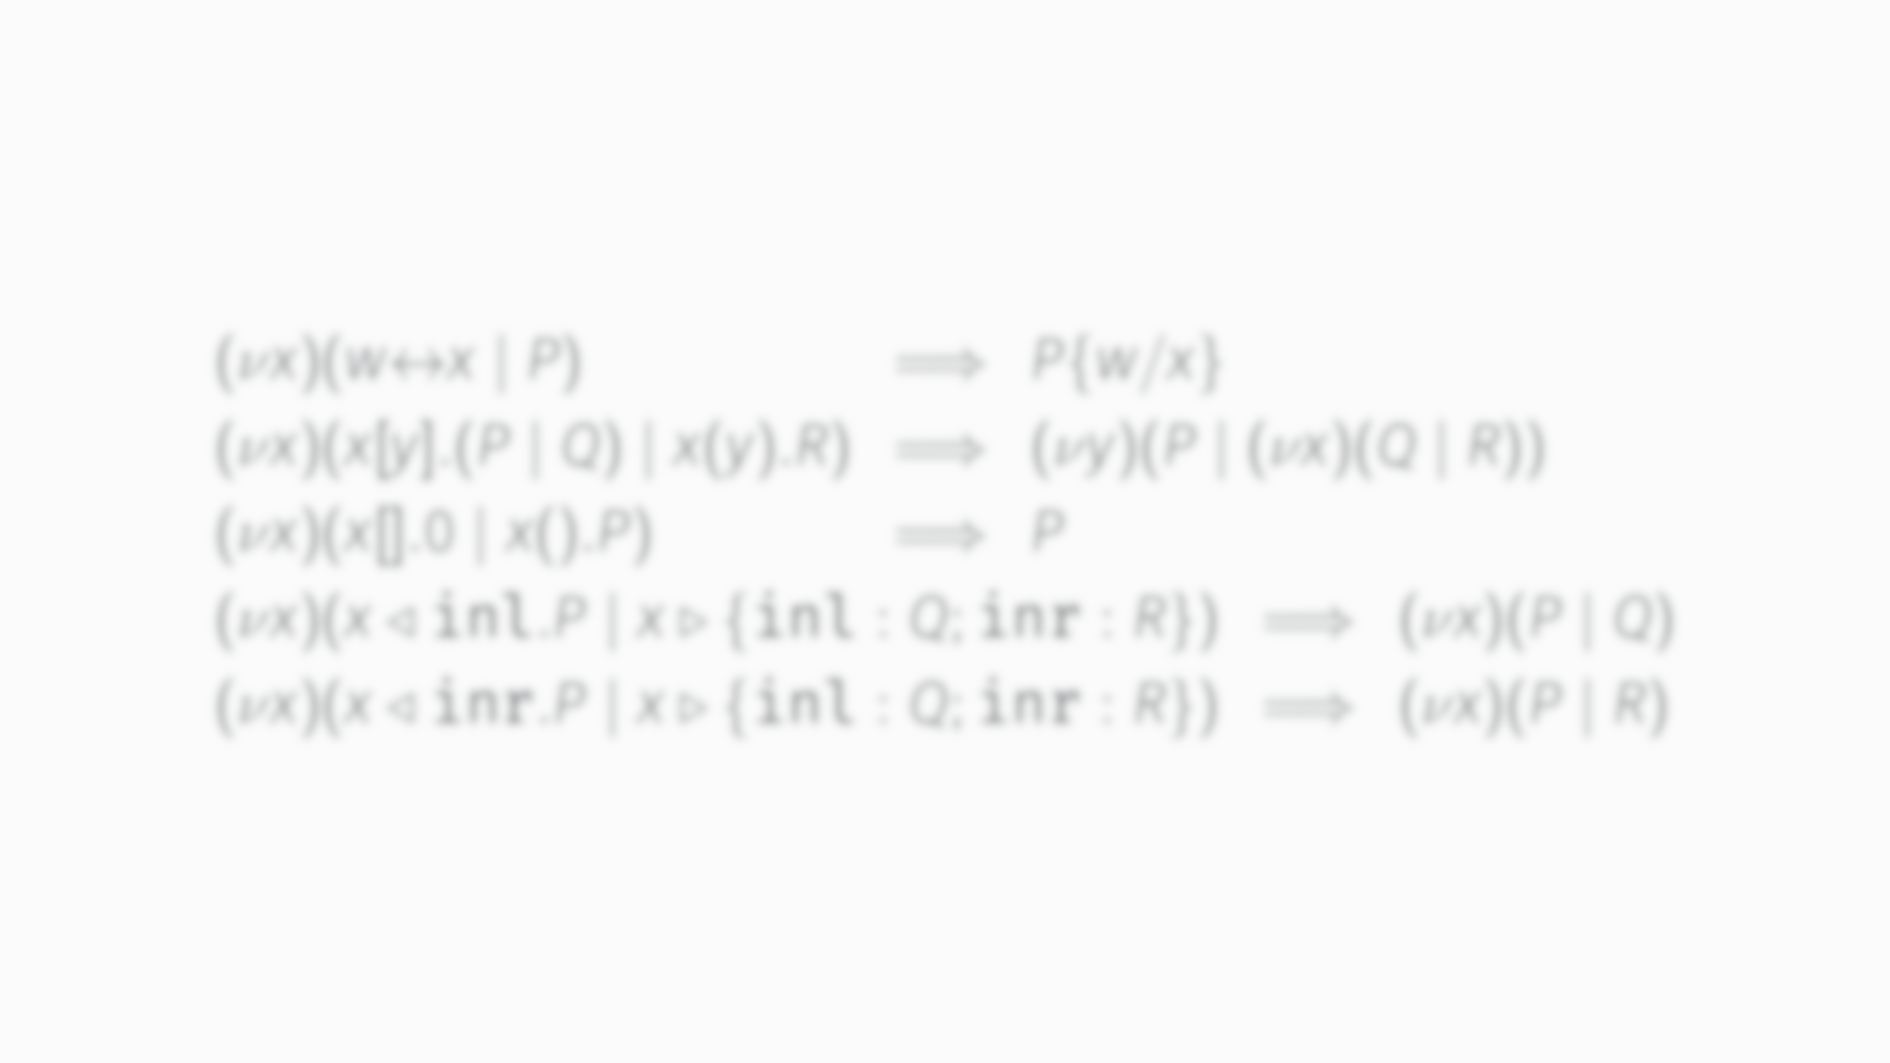 (νx)(w↔x | P) ⟹ P{w/x}
(νx)(x[y].(P | Q) | x(y).R) ⟹ (νy)(P | (νx)(Q | R))
(νx)(x[].0 | x().P) ⟹ P
(νx)(x ◃ inl.P | x ▹ {inl : Q; inr : R}) ⟹ (νx)(P | Q)
(νx)(x ◃ inr.P | x ▹ {inl : Q; inr : R}) ⟹ (νx)(P | R)